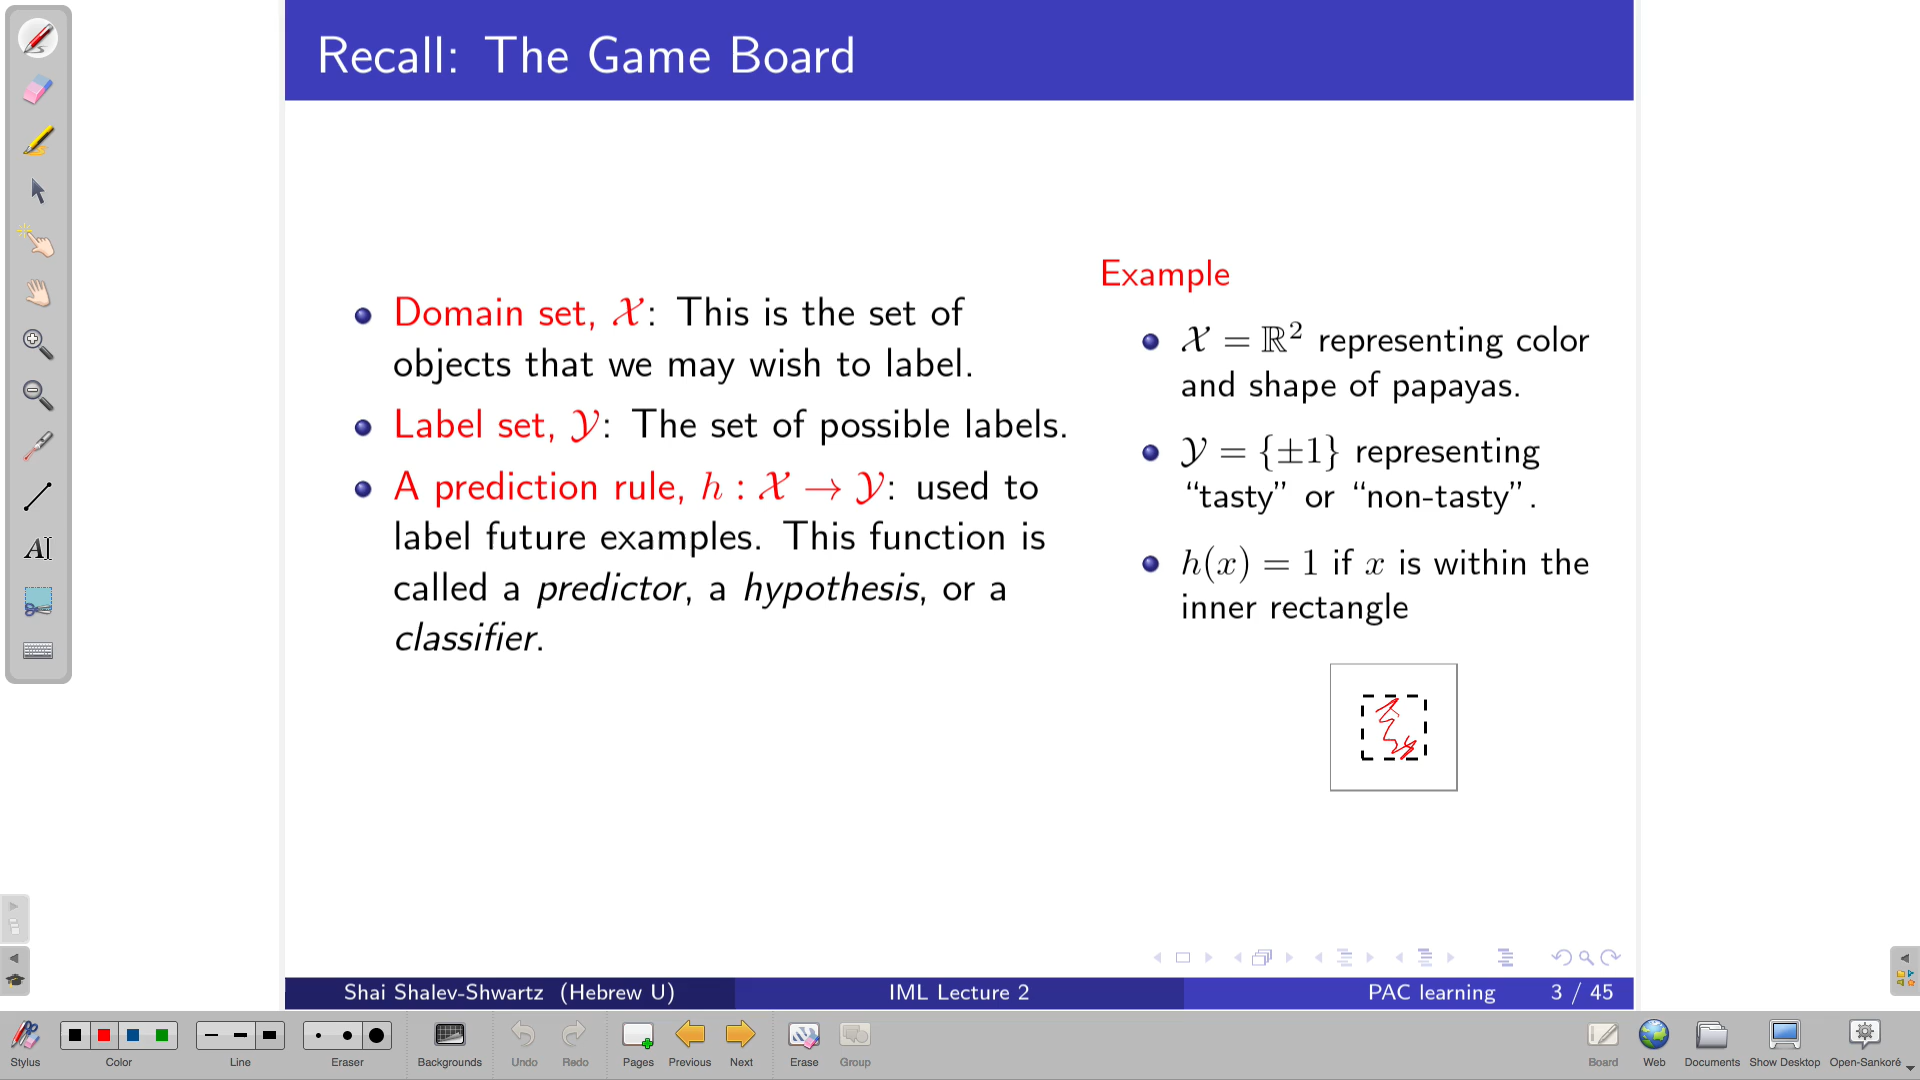 Recall: The Game Board
Domain set, 𝒳: This is the set of
objects that we may wish to label.
Label set, 𝒴: The set of possible labels.
A prediction rule, h : 𝒳 → 𝒴: used to
label future examples. This function is
called a predictor, a hypothesis, or a
classifier.
Example
𝒳 = ℝ² representing color
and shape of papayas.
𝒴 = {±1} representing
“tasty” or “non-tasty”.
h(x) = 1 if x is within the
inner rectangle
Shai Shalev-Shwartz (Hebrew U)
IML Lecture 2
PAC learning
3 / 45
Stylus
Color
Line
Eraser
Backgrounds
Undo
Redo
Pages
Previous
Next
Erase
Group
Board
Web
Documents
Show Desktop
Open-Sankoré